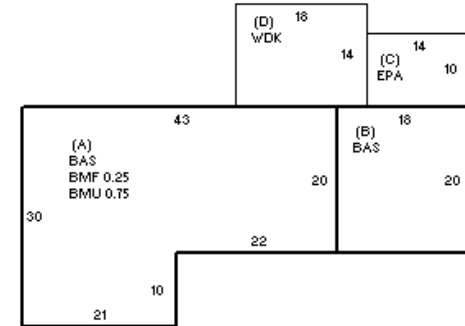 (D)
WDK
18
14
(C)
EPA
14
10
43
(A)
BAS
BMF 0.25
BMU 0.75
30
20
22
10
21
(B)
BAS
18
20